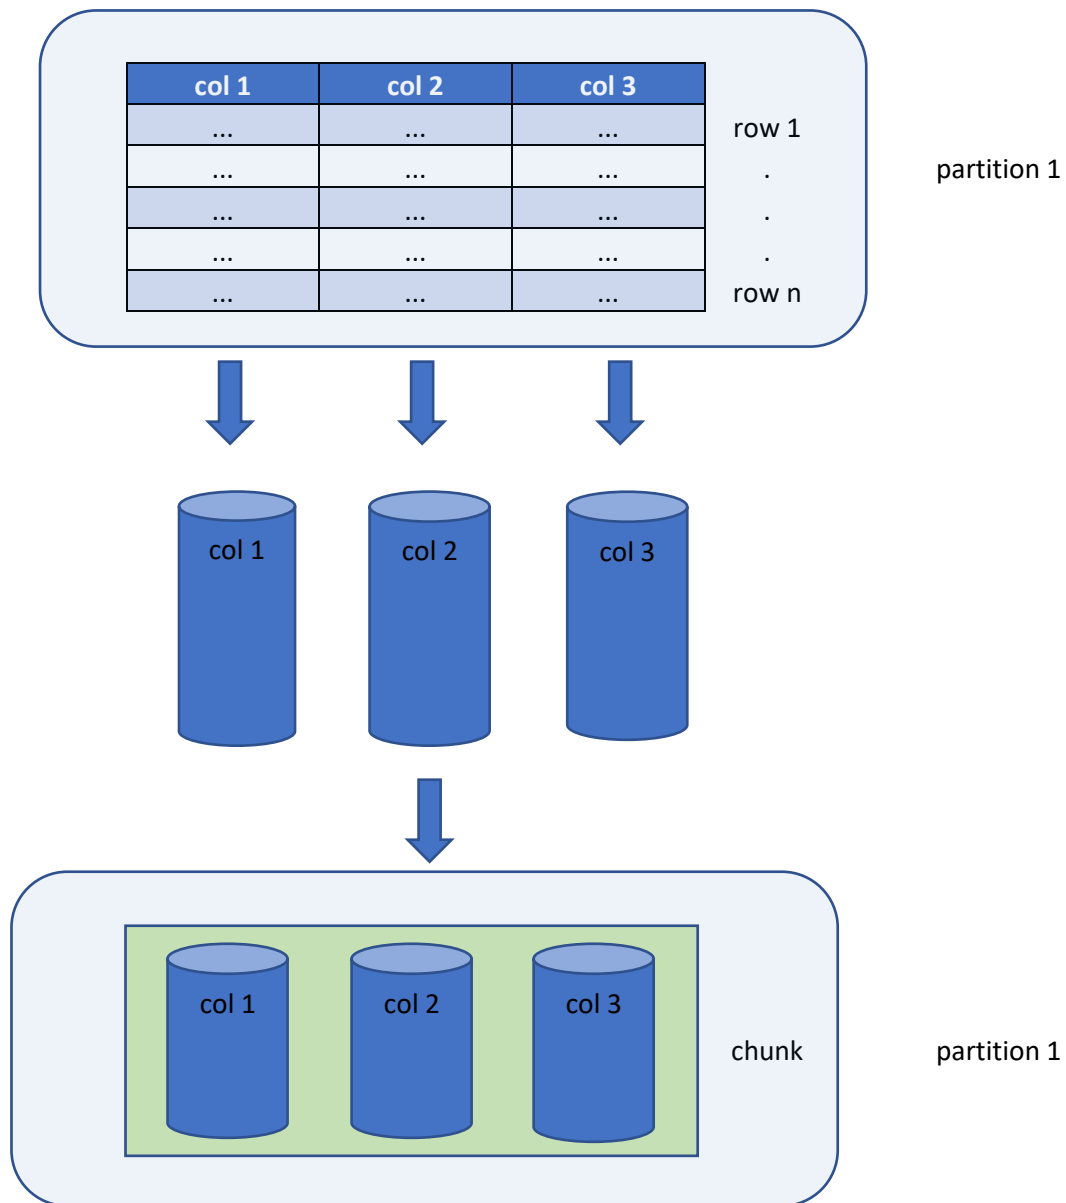 col 1 col 2 col 3
... ... ... row 1
... ... ... .
partition 1
... ... ... .
... ... ... .
... ... ... row n
col 1 col 2 col 3
col 1 col 2 col 3
chunk partition 1